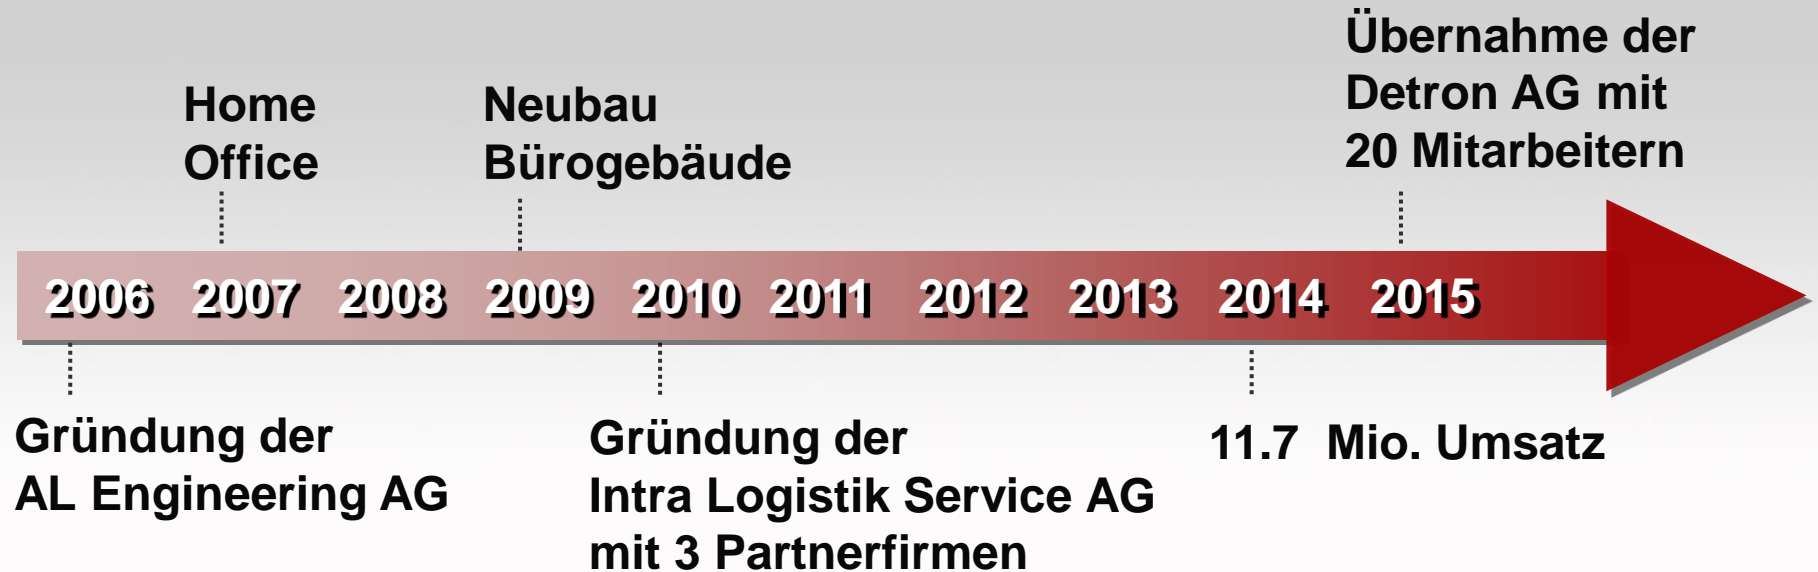 Übernahme der
Detron AG mit
20 Mitarbeitern
Home
Office
Neubau
Bürogebäude
2006 2007 2008 2009 2010 2011 2012 2013 2014 2015
Gründung der
AL Engineering AG
Gründung der
Intra Logistik Service AG
mit 3 Partnerfirmen
11.7 Mio. Umsatz